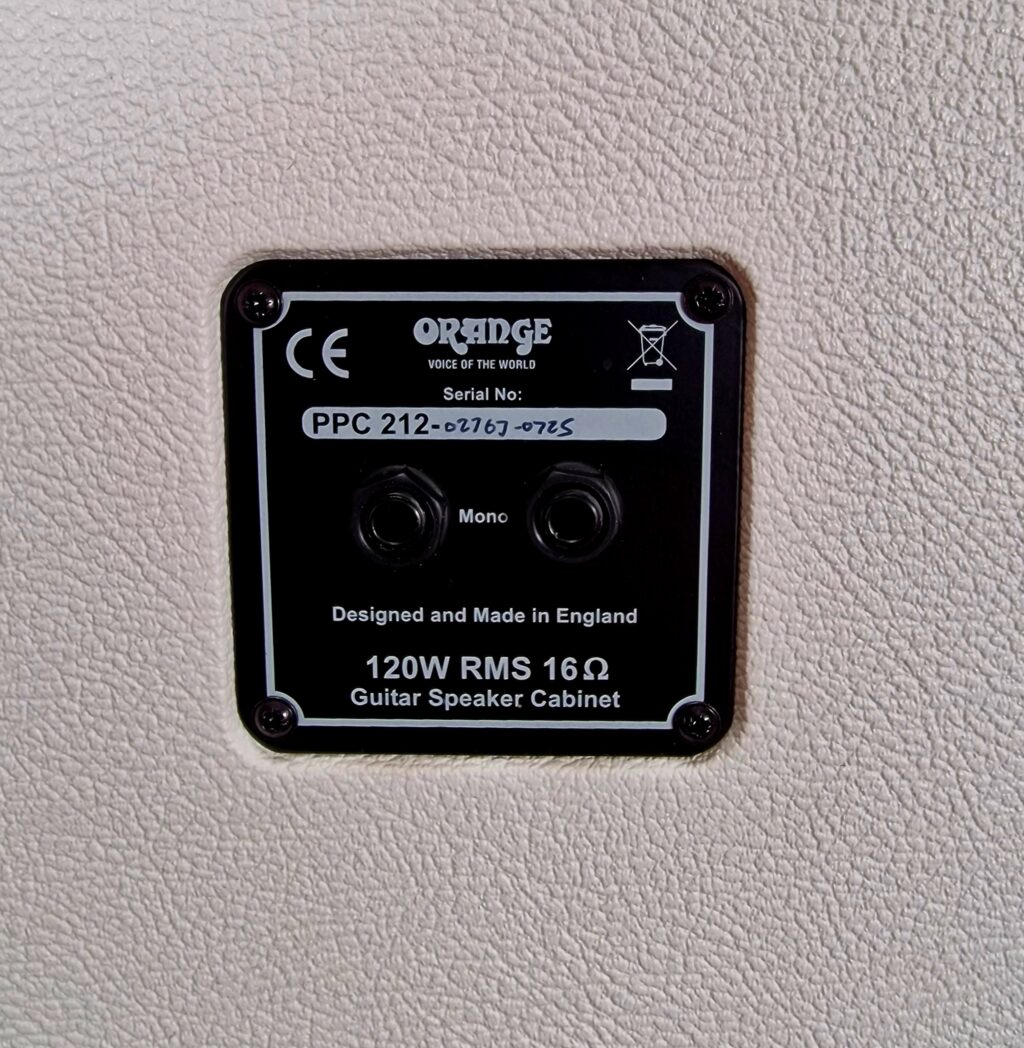 CE
ORANGE
VOICE OF THE WORLD
Serial No:
PPC 212-02767-0725
Mono
Designed and Made in England
120W RMS 16Ω
Guitar Speaker Cabinet